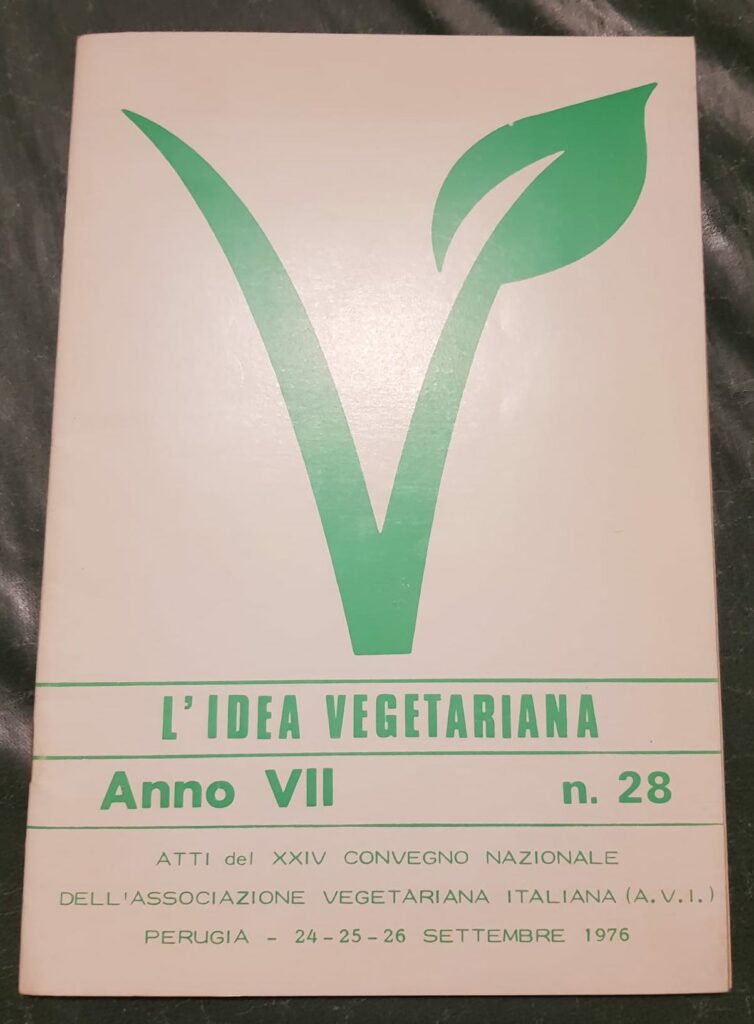 L'IDEA VEGETARIANA
Anno VII n. 28
ATTI del XXIV CONVEGNO NAZIONALE
DELL'ASSOCIAZIONE VEGETARIANA ITALIANA (A.V.I.)
PERUGIA - 24-25-26 SETTEMBRE 1976